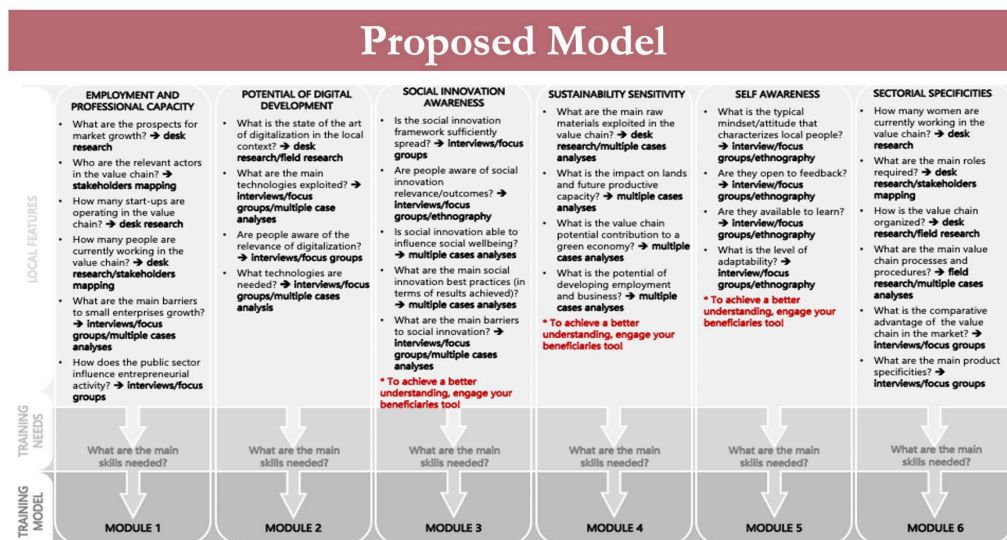 Proposed Model
LOCAL FEATURES
EMPLOYMENT AND
PROFESSIONAL CAPACITY
• What are the prospects for
market growth? ➔ desk
research
• Who are the relevant actors
in the value chain? ➔
stakeholders mapping
• How many start-ups are
operating in the value
chain? ➔ desk research
• How many people are
currently working in the
value chain? ➔ desk
research/stakeholders
mapping
• What are the main barriers
to small enterprises growth?
➔ interviews/focus
groups/multiple cases
analyses
• How does the public sector
influence entrepreneurial
activity? ➔ interviews/focus
groups
POTENTIAL OF DIGITAL
DEVELOPMENT
• What is the state of the art
of digitalization in the local
context? ➔ desk
research/field research
• What are the main
technologies exploited? ➔
interviews/focus
groups/multiple case
analyses
• Are people aware of the
relevance of digitalization?
➔ interviews/focus groups
• What technologies are
needed? ➔ interviews/focus
groups/multiple cases
analysis
SOCIAL INNOVATION
AWARENESS
• Is the social innovation
framework sufficiently
spread? ➔ interviews/focus
groups
• Are people aware of social
innovation
relevance/outcomes? ➔
interviews/focus
groups/ethnography
• Is social innovation able to
influence social wellbeing?
➔ multiple cases analyses
• What are the main social
innovation best practices (in
terms of results achieved)?
➔ multiple cases analyses
• What are the main barriers
to social innovation? ➔
interviews/focus
groups/multiple cases
analyses
* To achieve a better
understanding, engage your
beneficiaries tool
SUSTAINABILITY SENSITIVITY
• What are the main raw
materials exploited in the
value chain? ➔ desk
research/multiple cases
analyses
• What is the impact on lands
and future productive
capacity? ➔ multiple cases
analyses
• What is the value chain
potential contribution to a
green economy? ➔ multiple
cases analyses
• What is the potential of
developing employment
and business? ➔ multiple
cases analyses
* To achieve a better
understanding, engage your
beneficiaries tool
SELF AWARENESS
• What is the typical
mindset/attitude that
characterizes local people?
➔ interview/focus
groups/ethnography
• Are they open to feedback?
➔ interview/focus
groups/ethnography
• Are they available to learn?
➔ interview/focus
groups/ethnography
• What is the level of
adaptability? ➔
interview/focus
groups/ethnography
* To achieve a better
understanding, engage your
beneficiaries tool
SECTORIAL SPECIFICITIES
• How many women are
currently working in the
value chain? ➔ desk
research
• What are the main roles
required? ➔ desk
research/stakeholders
mapping
• How is the value chain
organized? ➔ desk
research/field research
• What are the main value
chain processes and
procedures? ➔ field
research/multiple cases
analyses
• What is the comparative
advantage of the value
chain in the market? ➔
interviews/focus groups
• What are the main product
specificities? ➔
interviews/focus groups
TRAINING
NEEDS
What are the main
skills needed?
What are the main
skills needed?
What are the main
skills needed?
What are the main
skills needed?
What are the main
skills needed?
What are the main
skills needed?
TRAINING
MODEL
MODULE 1
MODULE 2
MODULE 3
MODULE 4
MODULE 5
MODULE 6